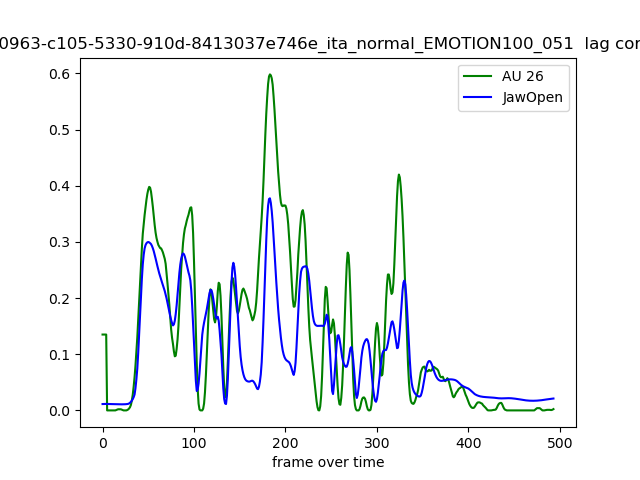 0963-c105-5330-910d-8413037e746e_ita_normal_EMOTION100_051 lag cor
AU 26
JawOpen
0.6
0.5
0.4
0.3
0.2
0.1
0.0
0 100 200 300 400 500
frame over time